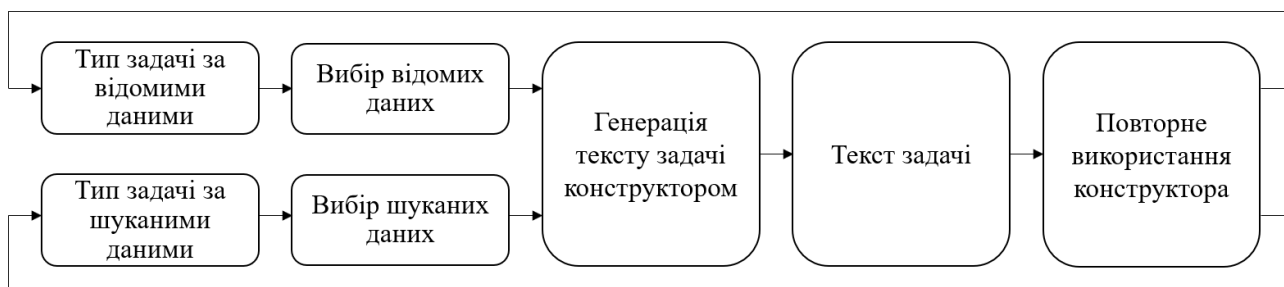 Тип задачі за
відомими
даними
Вибір відомих
даних
Генерація
тексту задачі
конструктором
Текст задачі
Повторне
використання
конструктора
Тип задачі за
шуканими
даними
Вибір шуканих
даних